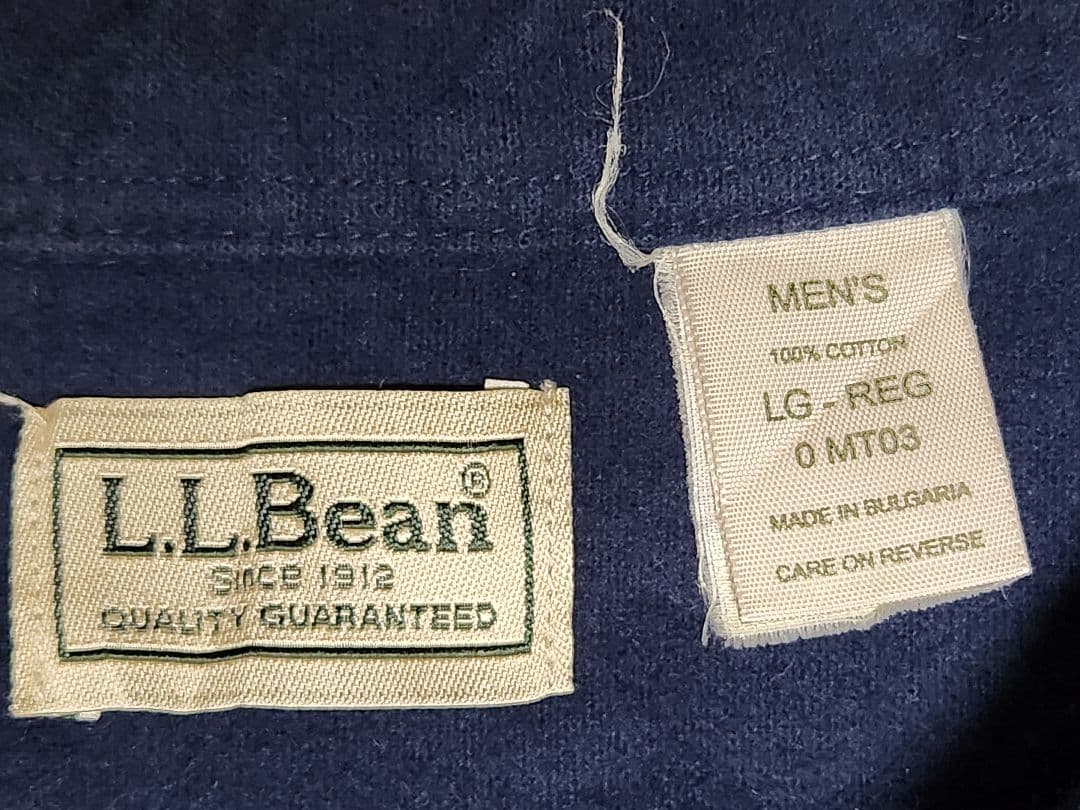 L.L.Bean®
SINCE 1912
QUALITY GUARANTEED
MEN'S
100% COTTON
LG - REG
0 MT03
MADE IN BULGARIA
CARE ON REVERSE